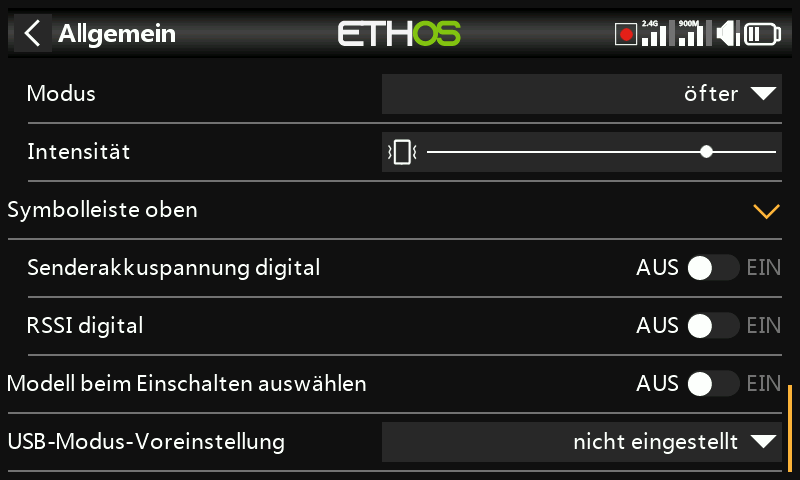 Allgemein ETHOS 2.4G 900M
Modus öfter
Intensität
Symbolleiste oben
Senderakkuspannung digital AUS EIN
RSSI digital AUS EIN
Modell beim Einschalten auswählen AUS EIN
USB-Modus-Voreinstellung nicht eingestellt